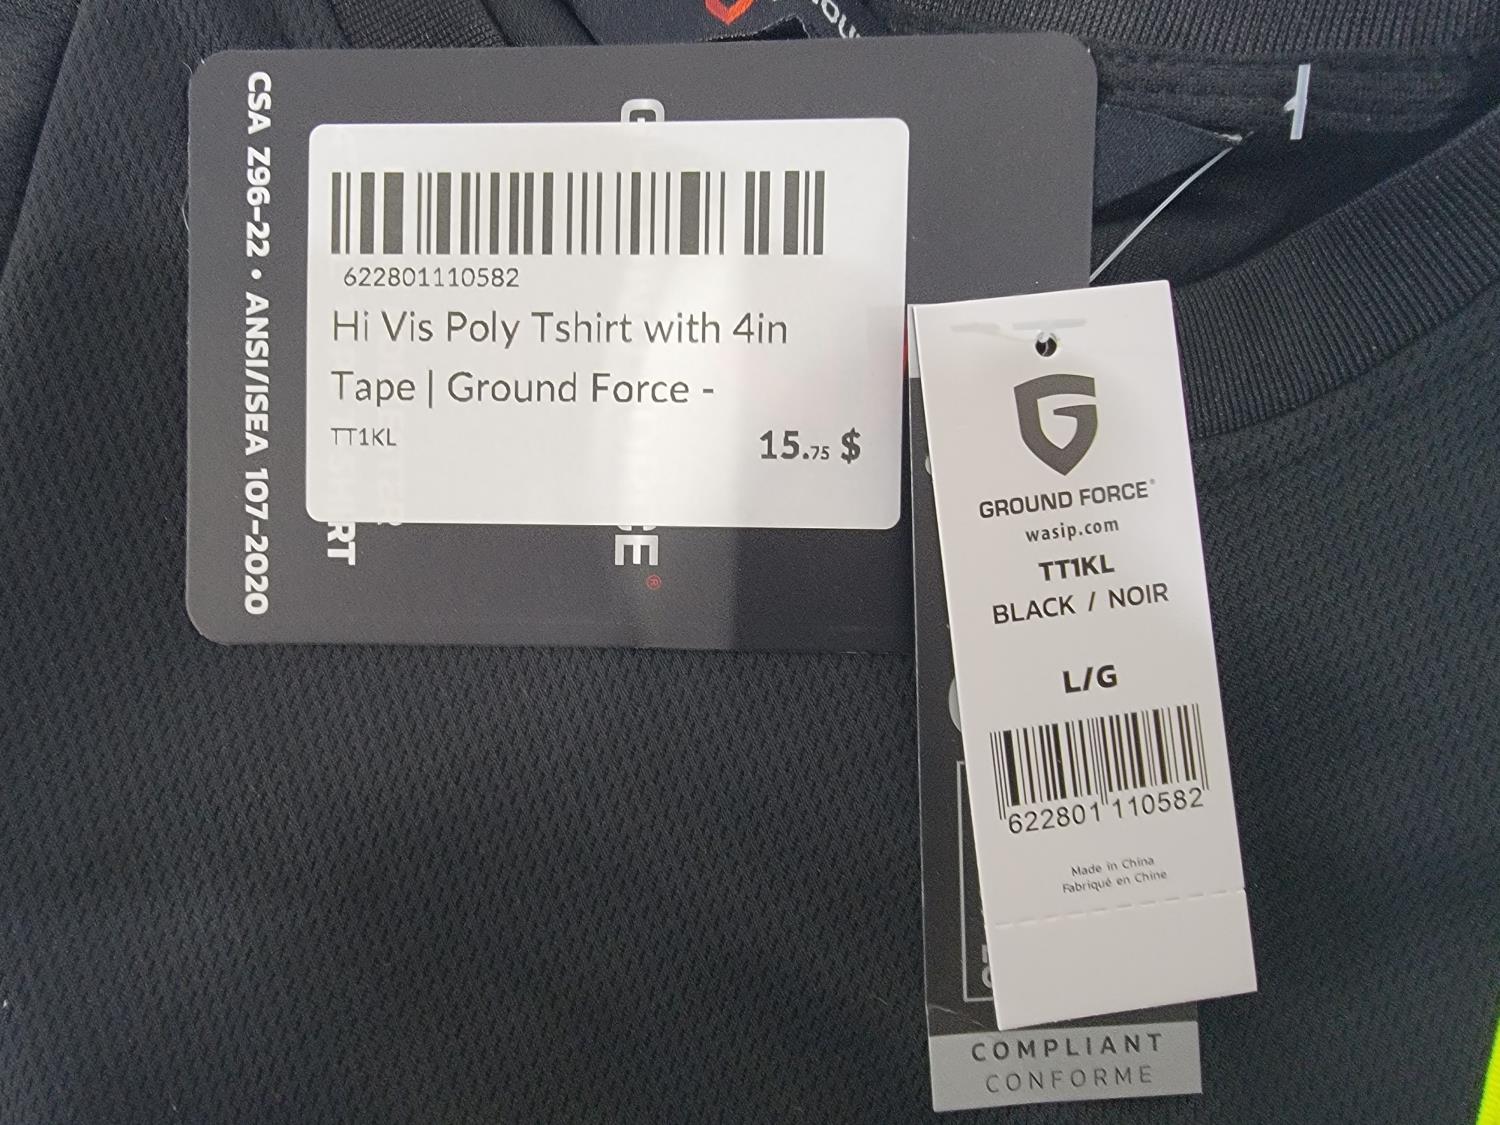 CSA Z96-22 • ANSI/ISEA 107-2020
622801110582
Hi Vis Poly Tshirt with 4in
Tape | Ground Force -
TT1KL
15.75 $
GROUND FORCE®
wasip.com
TT1KL
BLACK / NOIR
L/G
622801 110582
Made in China
Fabriqué en Chine
COMPLIANT
CONFORME